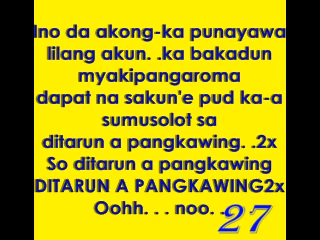 Ino da akong-ka punayawa
lilang akun. .ka bakadun
myakipangaroma
dapat na sakun'e pud ka-a
sumusolot sa
ditarun a pangkawing. .2x
So ditarun a pangkawing
DITARUN A PANGKAWING2x
Oohh. . . noo. .
27